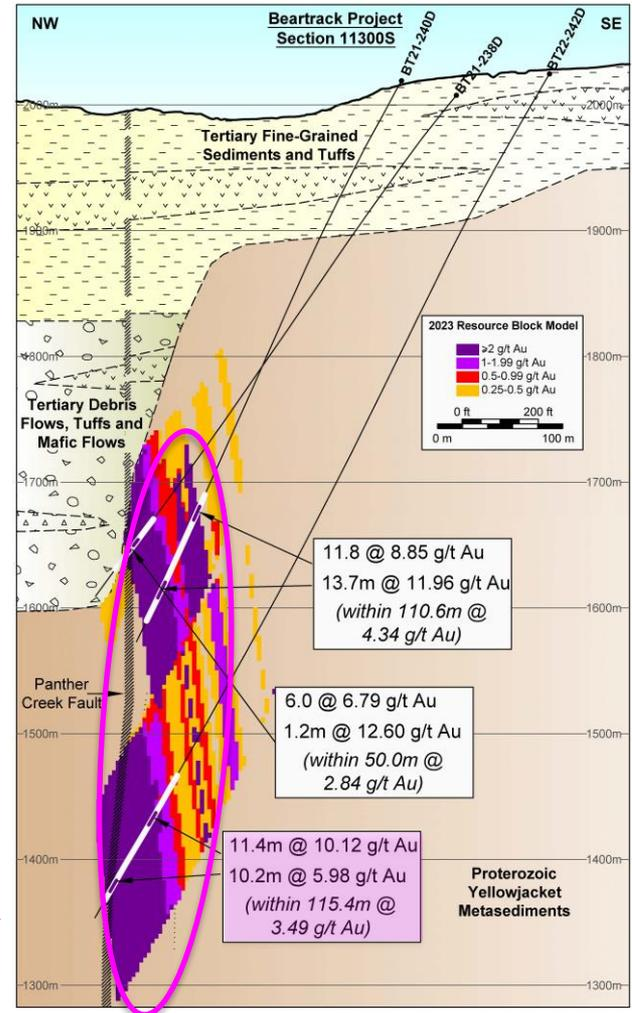 NW
Beartrack Project
Section 11300S
SE
BT21-240D
BT21-238D
BT22-242D
2000m
2000m
Tertiary Fine-Grained
Sediments and Tuffs
1900m
1900m
2023 Resource Block Model
≥2 g/t Au
1-1.99 g/t Au
0.5-0.99 g/t Au
0.25-0.5 g/t Au
0 ft 200 ft
0 m 100 m
1800m
1800m
Tertiary Debris
Flows, Tuffs and
Mafic Flows
1700m
1700m
11.8 @ 8.85 g/t Au
13.7m @ 11.96 g/t Au
(within 110.6m @
4.34 g/t Au)
1600m
1600m
Panther
Creek Fault
6.0 @ 6.79 g/t Au
1.2m @ 12.60 g/t Au
(within 50.0m @
2.84 g/t Au)
1500m
1500m
11.4m @ 10.12 g/t Au
10.2m @ 5.98 g/t Au
(within 115.4m @
3.49 g/t Au)
1400m
1400m
Proterozoic
Yellowjacket
Metasediments
1300m
1300m